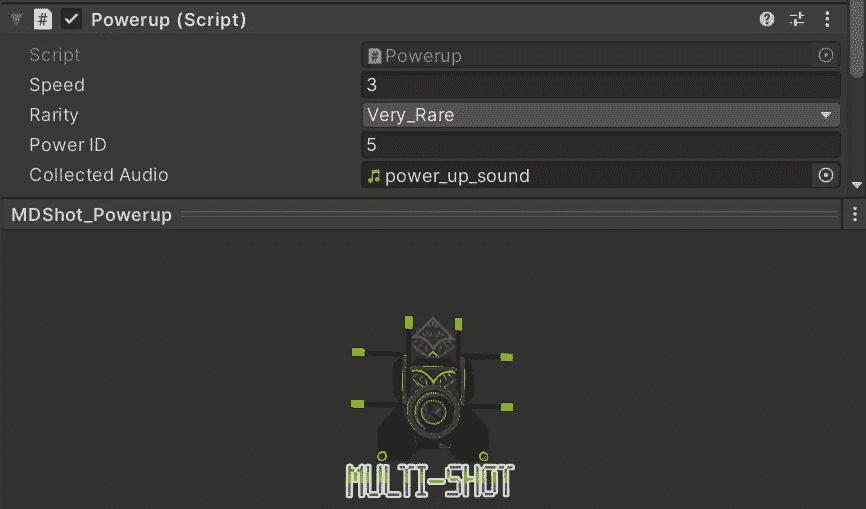 # Powerup (Script)
Script # Powerup
Speed 3
Rarity Very_Rare
Power ID 5
Collected Audio power_up_sound
MDShot_Powerup
MULTI-SHOT